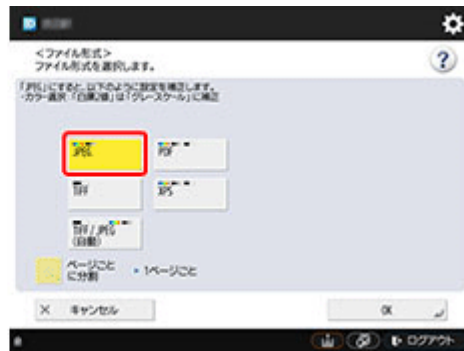 <ファイル形式>
ファイル形式を選択します。
?
「JPEG」にすると、以下のように設定を補正します。
・カラー選択:「白黒2値」は「グレースケール」に補正
JPEG
PDF
TIFF
XPS
TIFF / JPEG
(自動)
ページごと
に分割
• 1ページごと
× キャンセル
OK
ログアウト